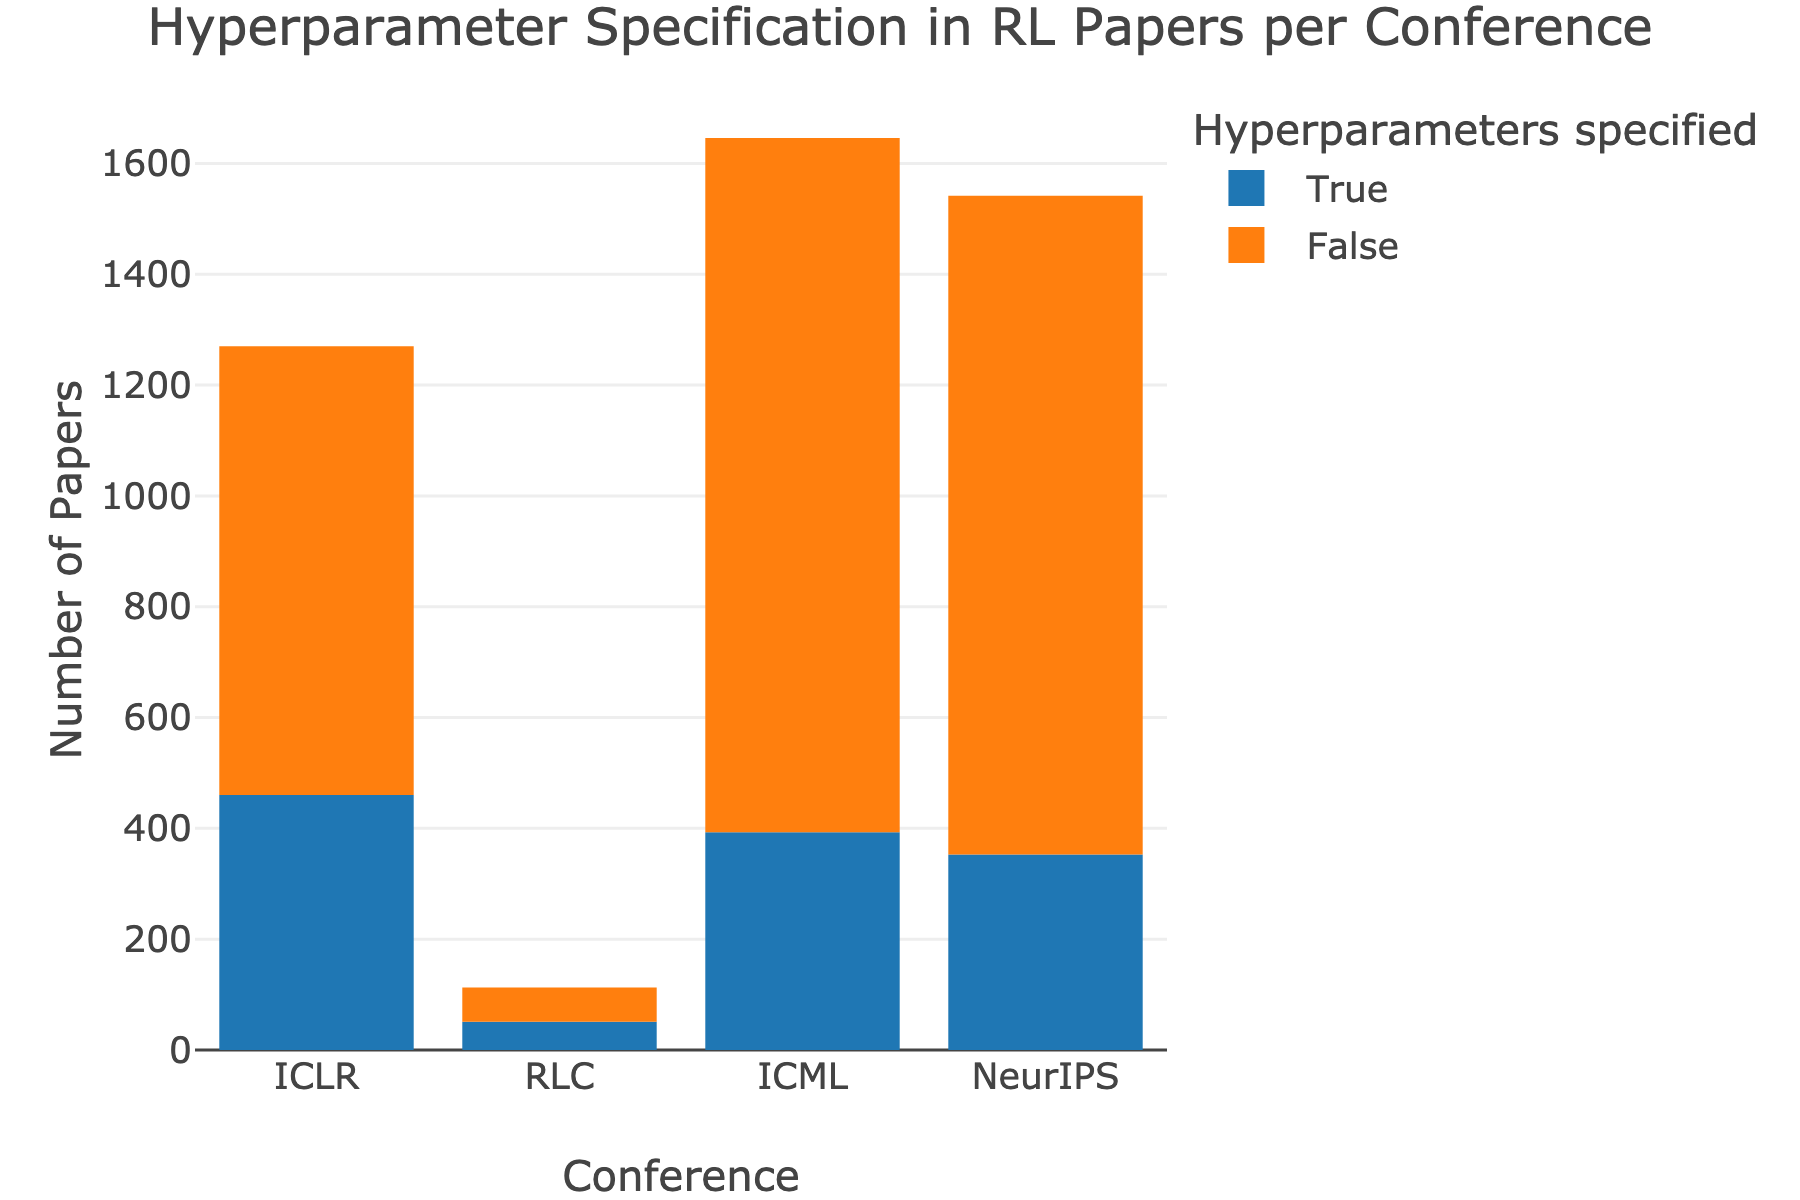 Hyperparameter Specification in RL Papers per Conference
Hyperparameters specified
True
False
Number of Papers
1600
1400
1200
1000
800
600
400
200
0
ICLR
RLC
ICML
NeurIPS
Conference